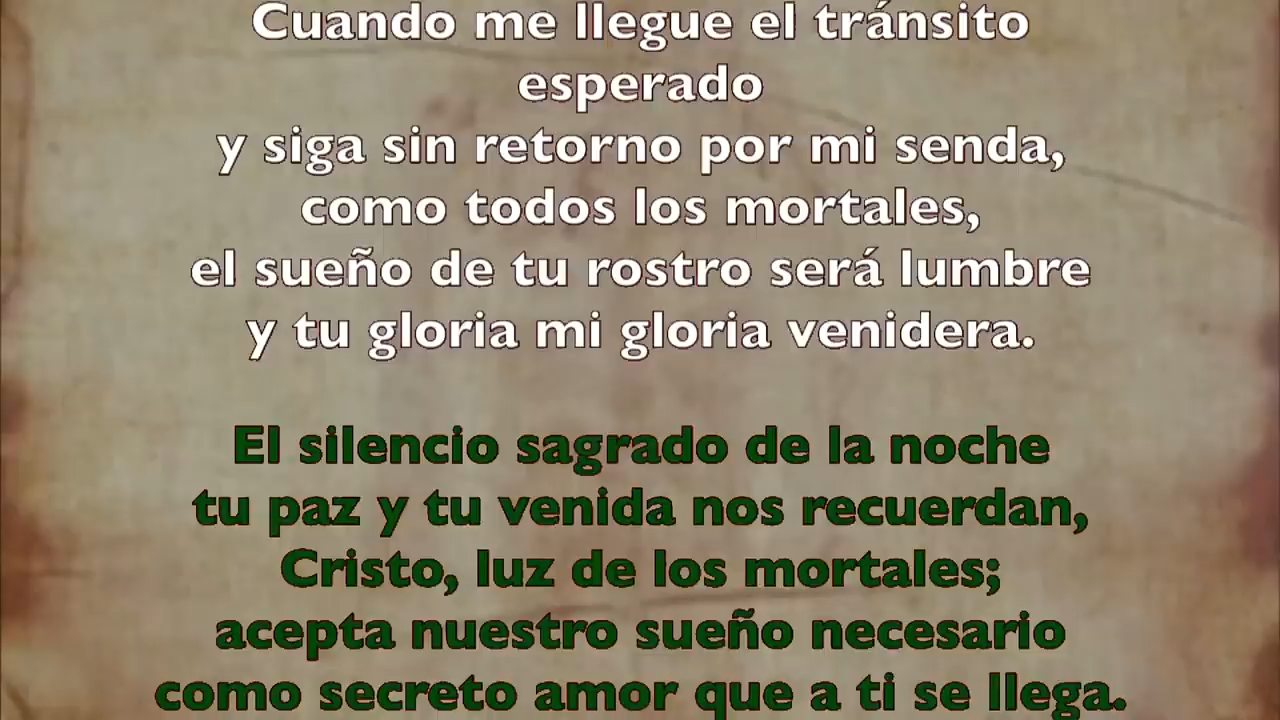 Cuando me llegue el tránsito
esperado
y siga sin retorno por mi senda,
como todos los mortales,
el sueño de tu rostro será lumbre
y tu gloria mi gloria venidera.
El silencio sagrado de la noche
tu paz y tu venida nos recuerdan,
Cristo, luz de los mortales;
acepta nuestro sueño necesario
como secreto amor que a ti se llega.